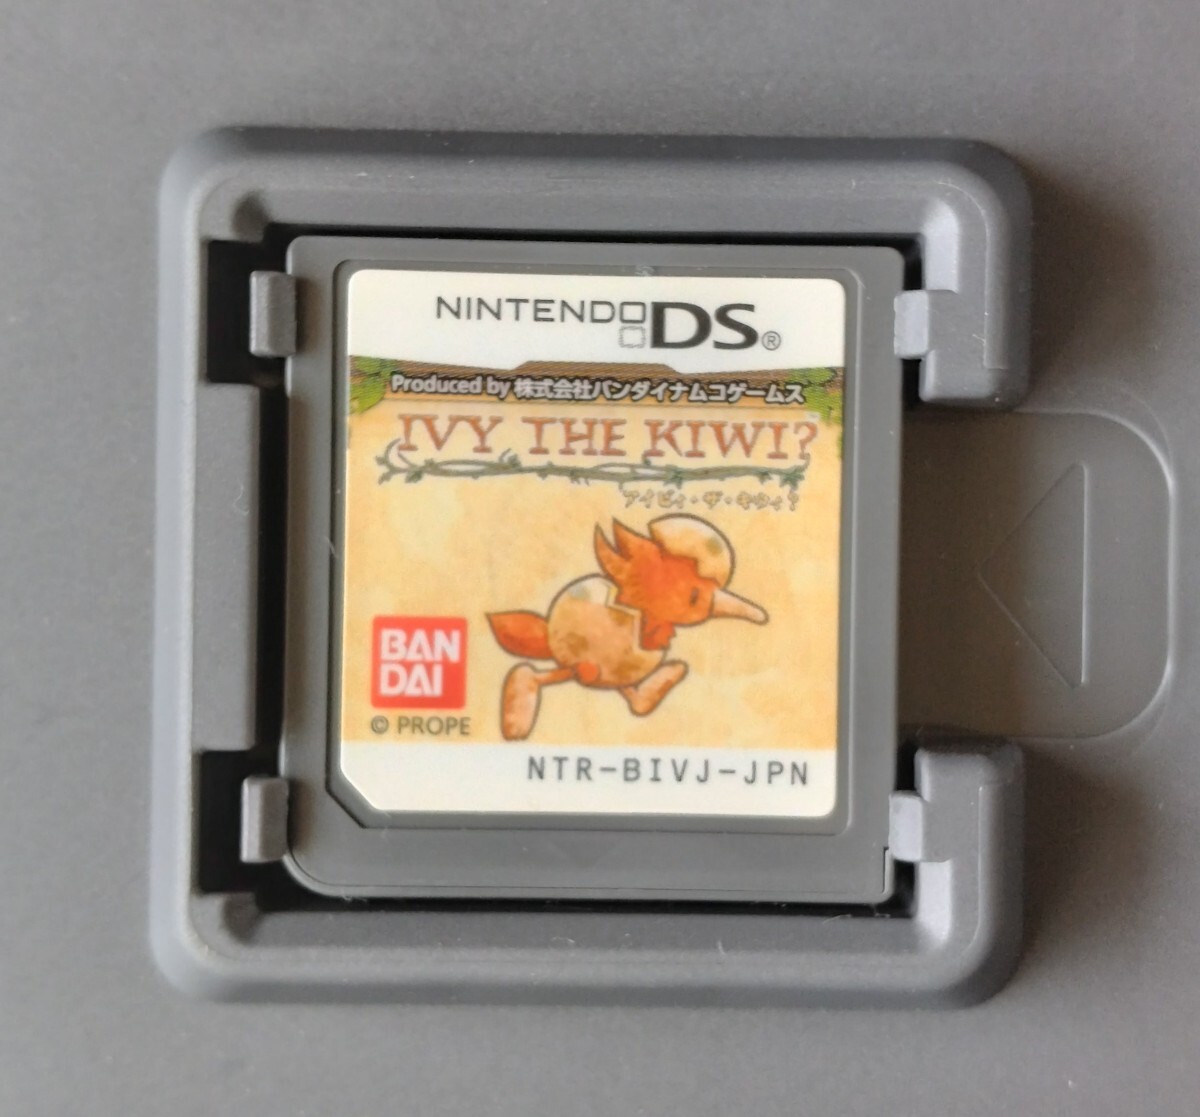 NINTENDO DS®
Produced by 株式会社バンダイナムコゲームス
IVY THE KIWI?
アイビィ・ザ・キウィ?
BAN
DAI
© PROPE
NTR-BIVJ-JPN